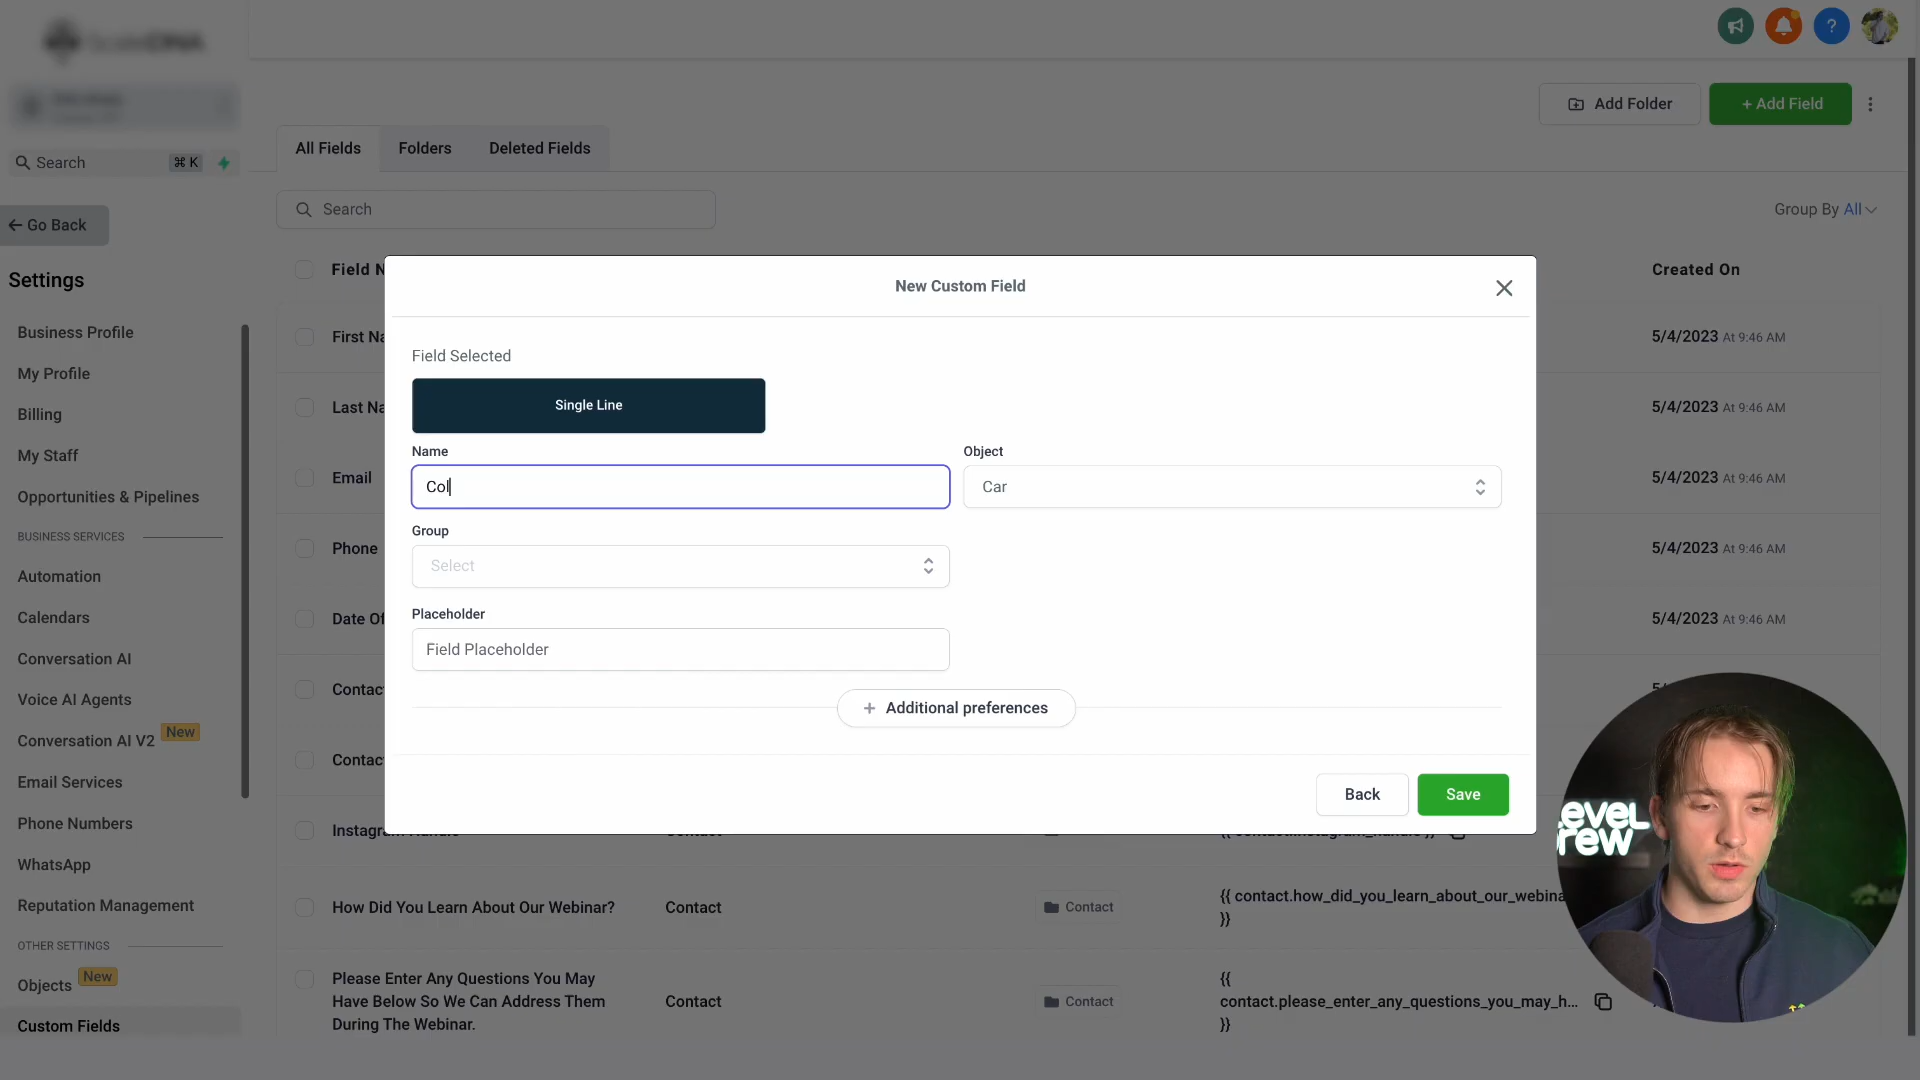 Search
⌘ K
Go Back
Settings
Business Profile
My Profile
Billing
My Staff
Opportunities & Pipelines
BUSINESS SERVICES
Automation
Calendars
Conversation AI
Voice AI Agents
Conversation AI V2 New
Email Services
Phone Numbers
WhatsApp
Reputation Management
OTHER SETTINGS
Objects New
Custom Fields
Add Folder
+ Add Field
All Fields
Folders
Deleted Fields
Search
Group By All
Field N
Created On
First Na
5/4/2023 At 9:46 AM
Last Na
5/4/2023 At 9:46 AM
Email
5/4/2023 At 9:46 AM
Phone
5/4/2023 At 9:46 AM
Date Of
5/4/2023 At 9:46 AM
Contac
Contac
New Custom Field
Field Selected
Single Line
Name
Object
Col
Car
Group
Select
Placeholder
Field Placeholder
+ Additional preferences
Back
Save
How Did You Learn About Our Webinar?
Contact
Contact
{{ contact.how_did_you_learn_about_our_webina
}}
Please Enter Any Questions You May
Have Below So We Can Address Them
During The Webinar.
Contact
Contact
{{
contact.please_enter_any_questions_you_may_h...
}}